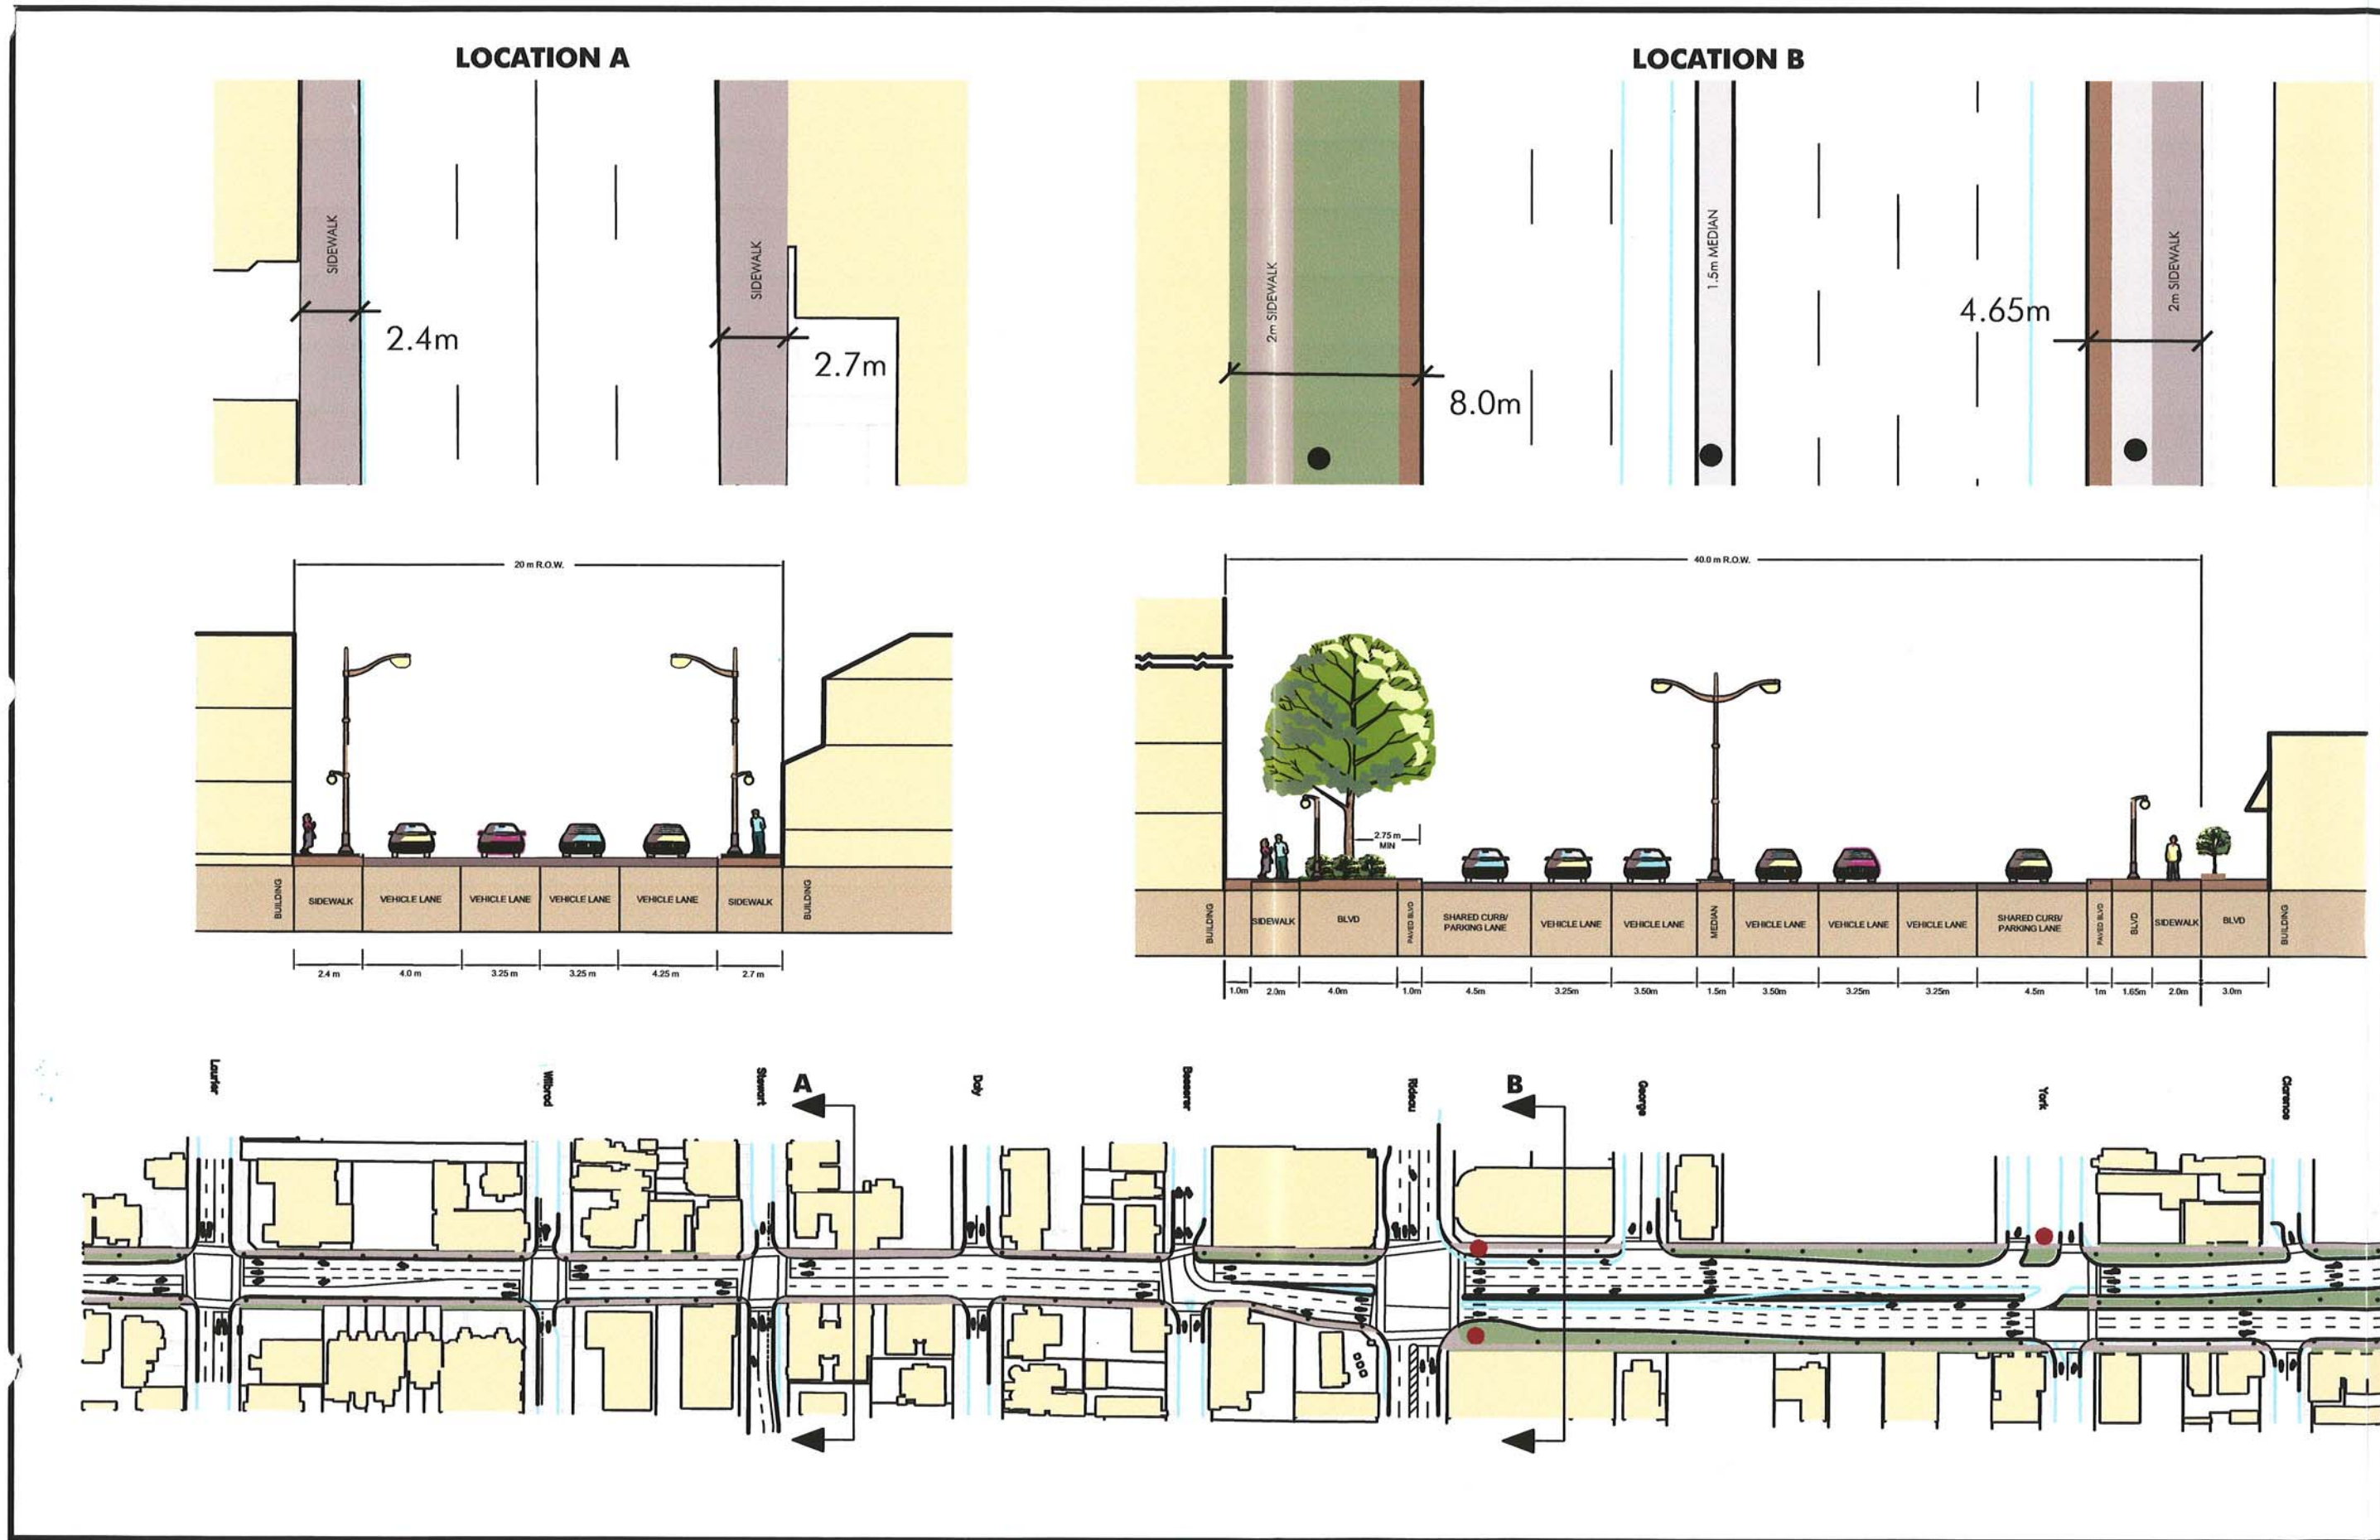 LOCATION A
LOCATION B
SIDEWALK
SIDEWALK
2.4m
2.7m
2m SIDEWALK
8.0m
1.5m MEDIAN
4.65m
2m SIDEWALK
20 m R.O.W.
40.0 m R.O.W.
2.75 m
MIN
BUILDING
SIDEWALK
VEHICLE LANE
VEHICLE LANE
VEHICLE LANE
VEHICLE LANE
SIDEWALK
BUILDING
2.4 m
4.0 m
3.25 m
3.25 m
4.25 m
2.7 m
BUILDING
SIDEWALK
BLVD
PAVED BLVD
SHARED CURB/
PARKING LANE
VEHICLE LANE
VEHICLE LANE
MEDIAN
VEHICLE LANE
VEHICLE LANE
VEHICLE LANE
SHARED CURB/
PARKING LANE
PAVED BLVD
BLVD
SIDEWALK
BLVD
BUILDING
1.0m
2.0m
4.0m
1.0m
4.5m
3.25m
3.50m
1.5m
3.50m
3.25m
3.25m
4.5m
1m
1.65m
2.0m
3.0m
Laurier
Wilbrod
Stewart
A
Daly
Besserer
Rideau
B
George
York
Clarence